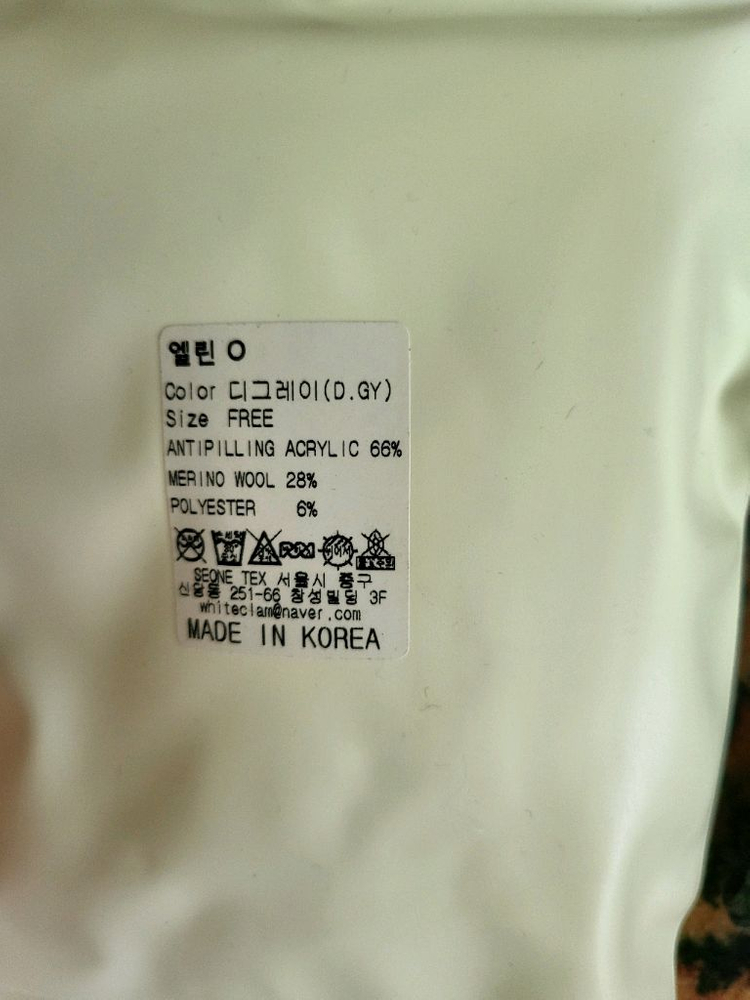 엘린 O
Color 디그레이(D.GY)
Size FREE
ANTIPILLING ACRYLIC 66%
MERINO WOOL 28%
POLYESTER 6%
SEONE TEX 서울시 중구
신당동 251-66 창성빌딩 3F
whiteclam@naver.com
MADE IN KOREA